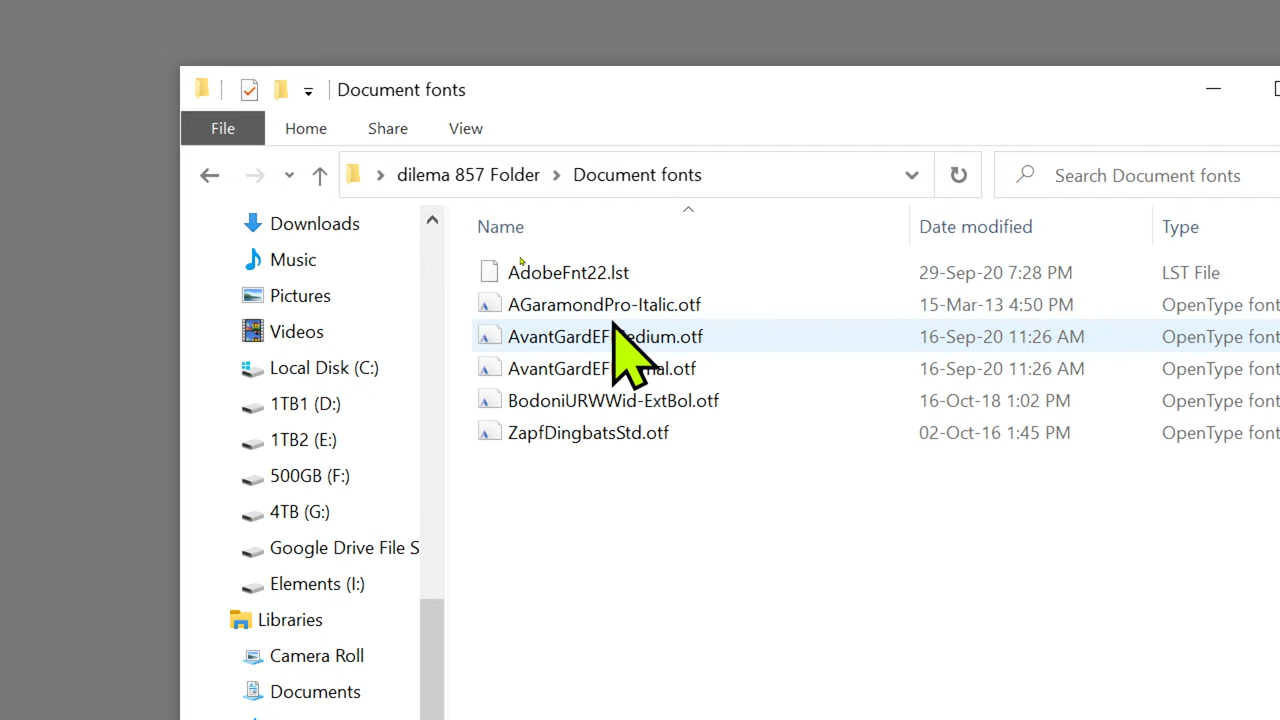 Document fonts
File Home Share View
dilema 857 Folder Document fonts Search Document fonts
Name Date modified Type
Downloads
Music
Pictures
Videos
Local Disk (C:)
1TB1 (D:)
1TB2 (E:)
500GB (F:)
4TB (G:)
Google Drive File S
Elements (I:)
Libraries
Camera Roll
Documents
AdobeFnt22.lst 29-Sep-20 7:28 PM LST File
AGaramondPro-Italic.otf 15-Mar-13 4:50 PM OpenType font
16-Sep-20 11:26 AM OpenType font
16-Sep-20 11:26 AM OpenType font
BodoniURWWid-ExtBol.otf 16-Oct-18 1:02 PM OpenType font
ZapfDingbatsStd.otf 02-Oct-16 1:45 PM OpenType font